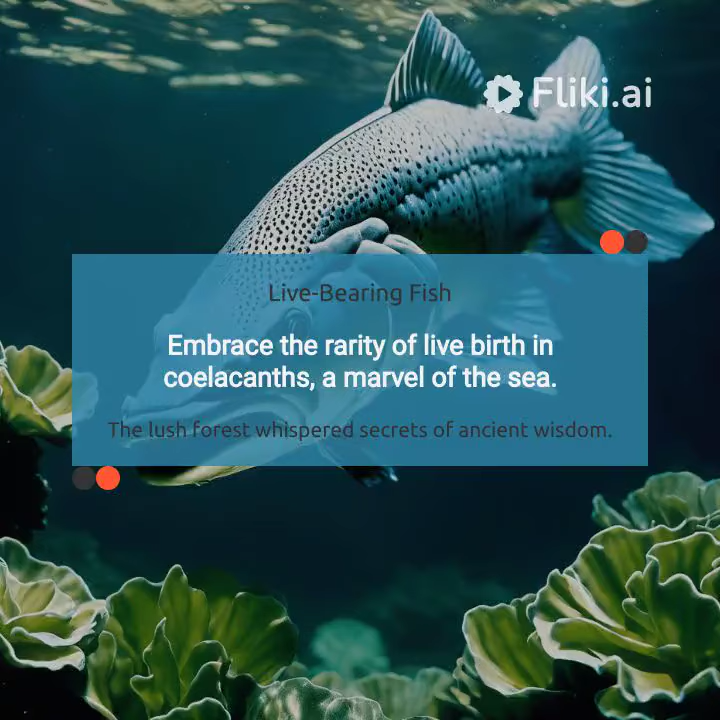 Fliki.ai
Live-Bearing Fish
Embrace the rarity of live birth in
coelacanths, a marvel of the sea.
The lush forest whispered secrets of ancient wisdom.